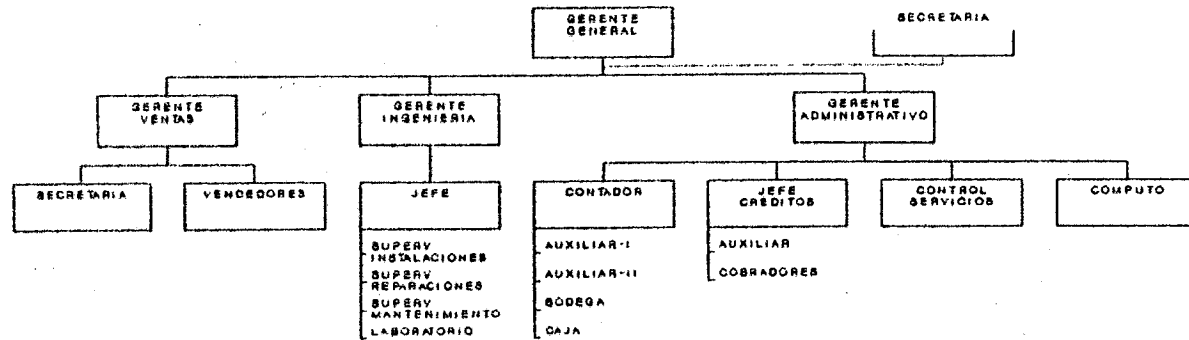 GERENTE
GENERAL
SECRETARIA
GERENTE
VENTAS
GERENTE
INGENIERIA
GERENTE
ADMINISTRATIVO
SECRETARIA
VENDEDORES
JEFE
CONTADOR
JEFE
CREDITOS
CONTROL
SERVICIOS
COMPUTO
SUPERV
INSTALACIONES
SUPERV
REPARACIONES
SUPERV
MANTENIMIENTO
LABORATORIO
AUXILIAR-I
AUXILIAR-II
BODEGA
CAJA
AUXILIAR
COBRADORES